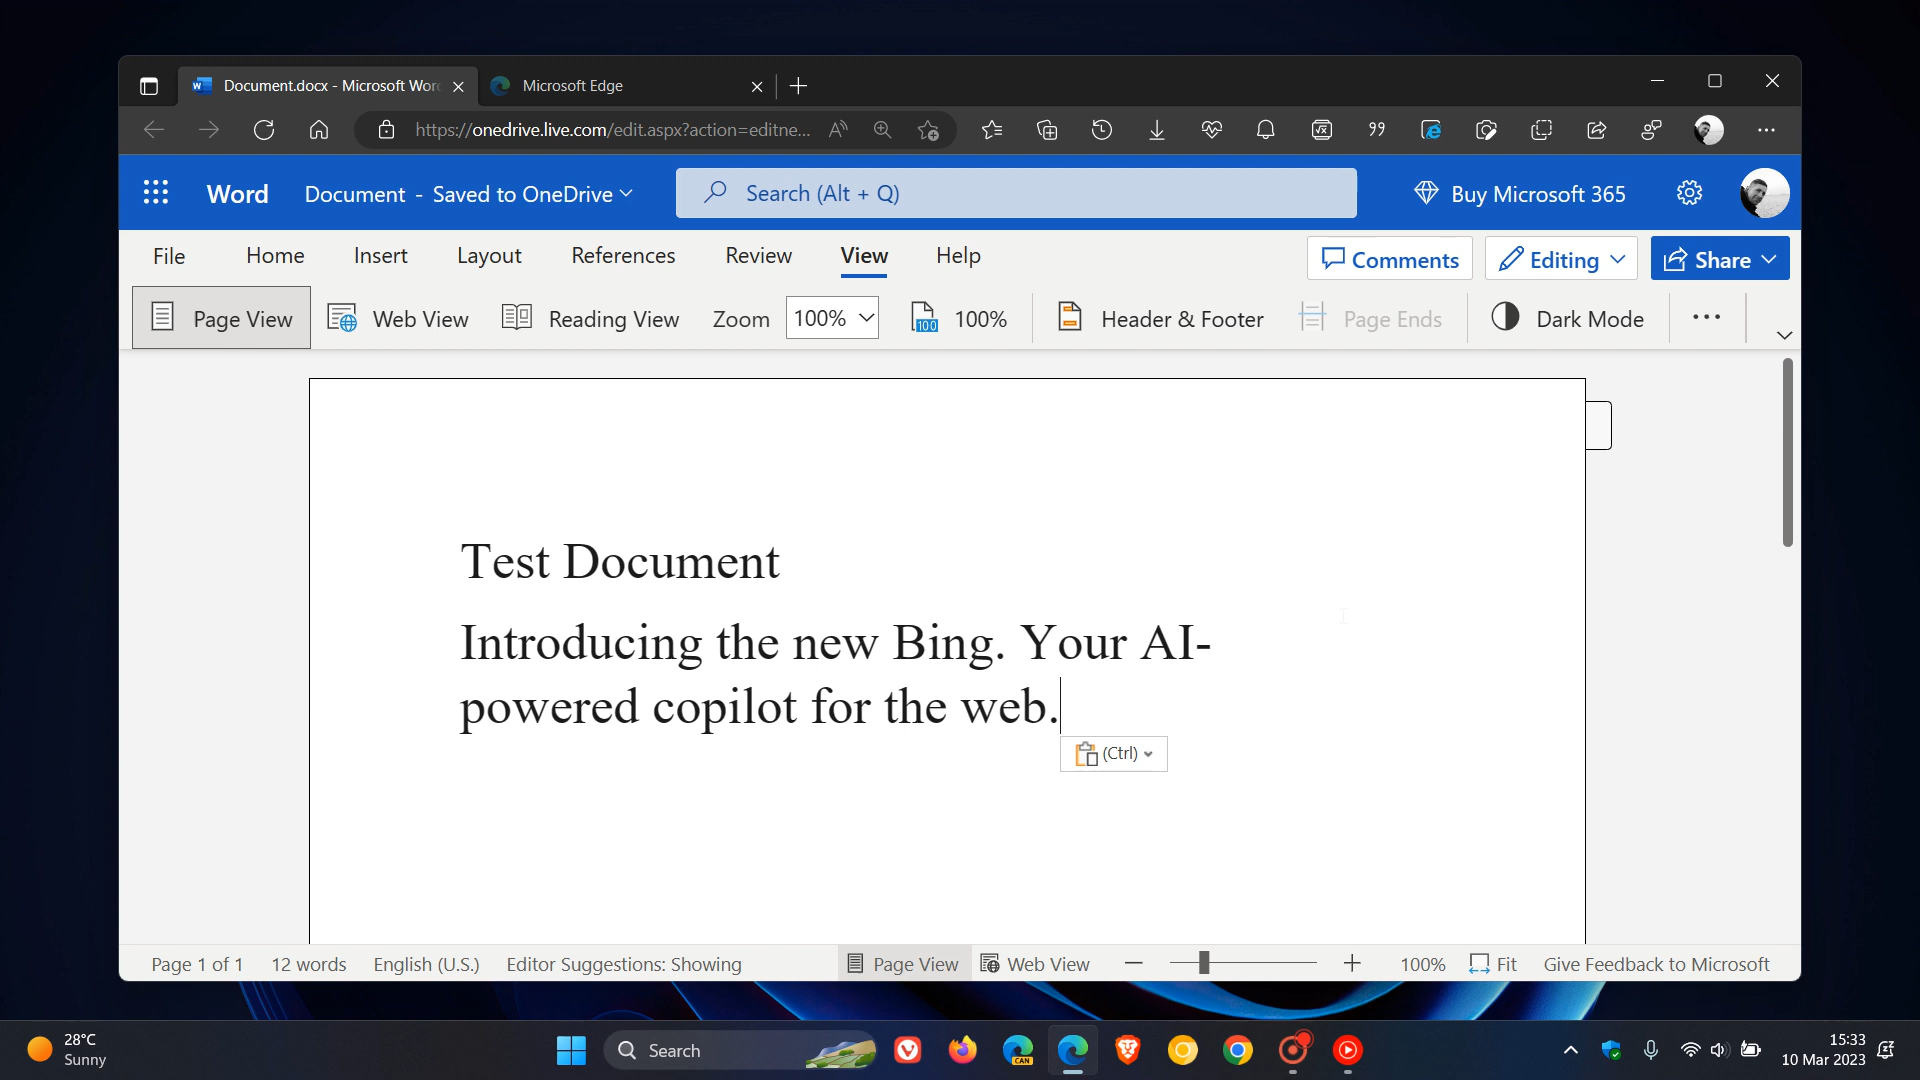 Document.docx - Microsoft Wor
Microsoft Edge
https://onedrive.live.com/edit.aspx?action=editne...
Word
Document - Saved to OneDrive
Search (Alt + Q)
Buy Microsoft 365
File Home Insert Layout References Review View Help
Comments
Editing
Share
Page View
Web View
Reading View
Zoom
100%
100
100%
Header & Footer
Page Ends
Dark Mode
Test Document
Introducing the new Bing. Your AI-
powered copilot for the web.
(Ctrl)
Page 1 of 1
12 words
English (U.S.)
Editor Suggestions: Showing
Page View
Web View
100%
Fit
Give Feedback to Microsoft
28°C
Sunny
Search
CAN
15:33
10 Mar 2023